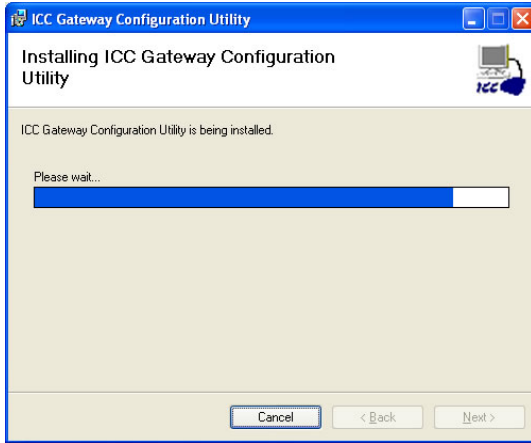 ICC Gateway Configuration Utility
Installing ICC Gateway Configuration
Utility
ICC
ICC Gateway Configuration Utility is being installed.
Please wait...
Cancel
< Back
Next >